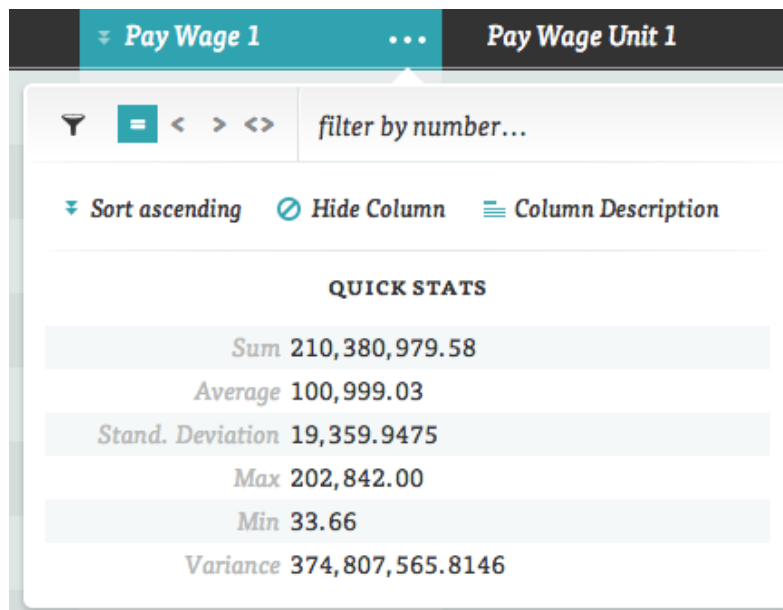 Pay Wage 1 ... Pay Wage Unit 1
= < > <> filter by number...
Sort ascending Hide Column Column Description
QUICK STATS
Sum 210,380,979.58
Average 100,999.03
Stand. Deviation 19,359.9475
Max 202,842.00
Min 33.66
Variance 374,807,565.8146